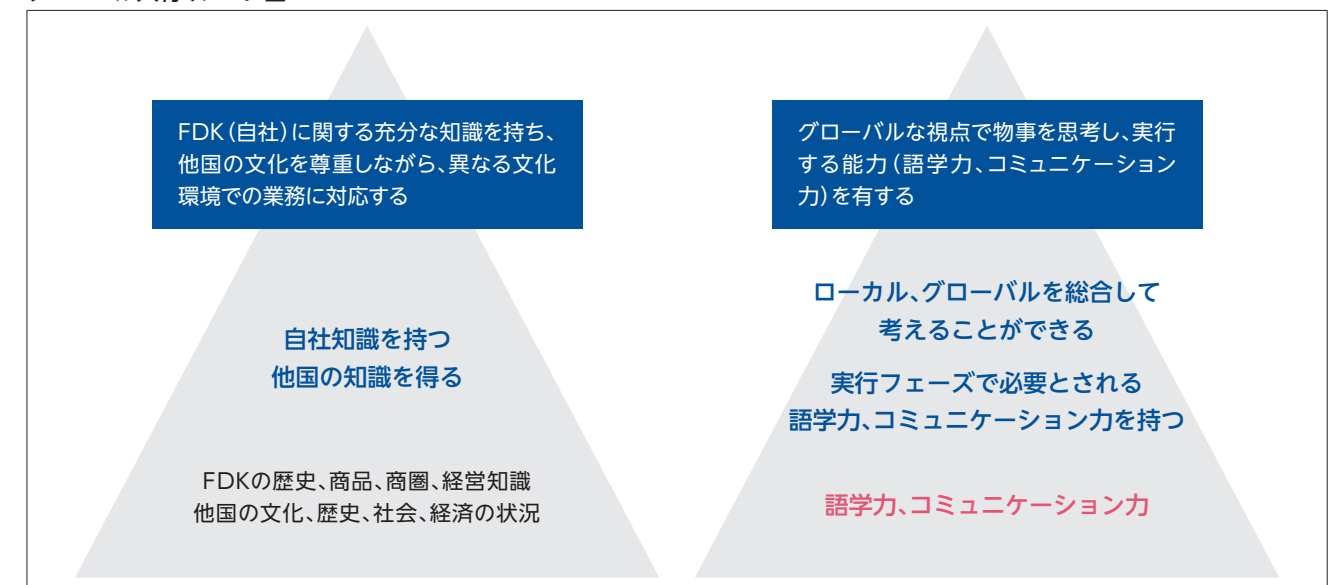 FDK（自社）に関する充分な知識を持ち、
他国の文化を尊重しながら、異なる文化
環境での業務に対応する
自社知識を持つ
他国の知識を得る
FDKの歴史、商品、商圏、経営知識
他国の文化、歴史、社会、経済の状況
グローバルな視点で物事を思考し、実行
する能力（語学力、コミュニケーション
力）を有する
ローカル、グローバルを総合して
考えることができる
実行フェーズで必要とされる
語学力、コミュニケーション力を持つ
語学力、コミュニケーション力